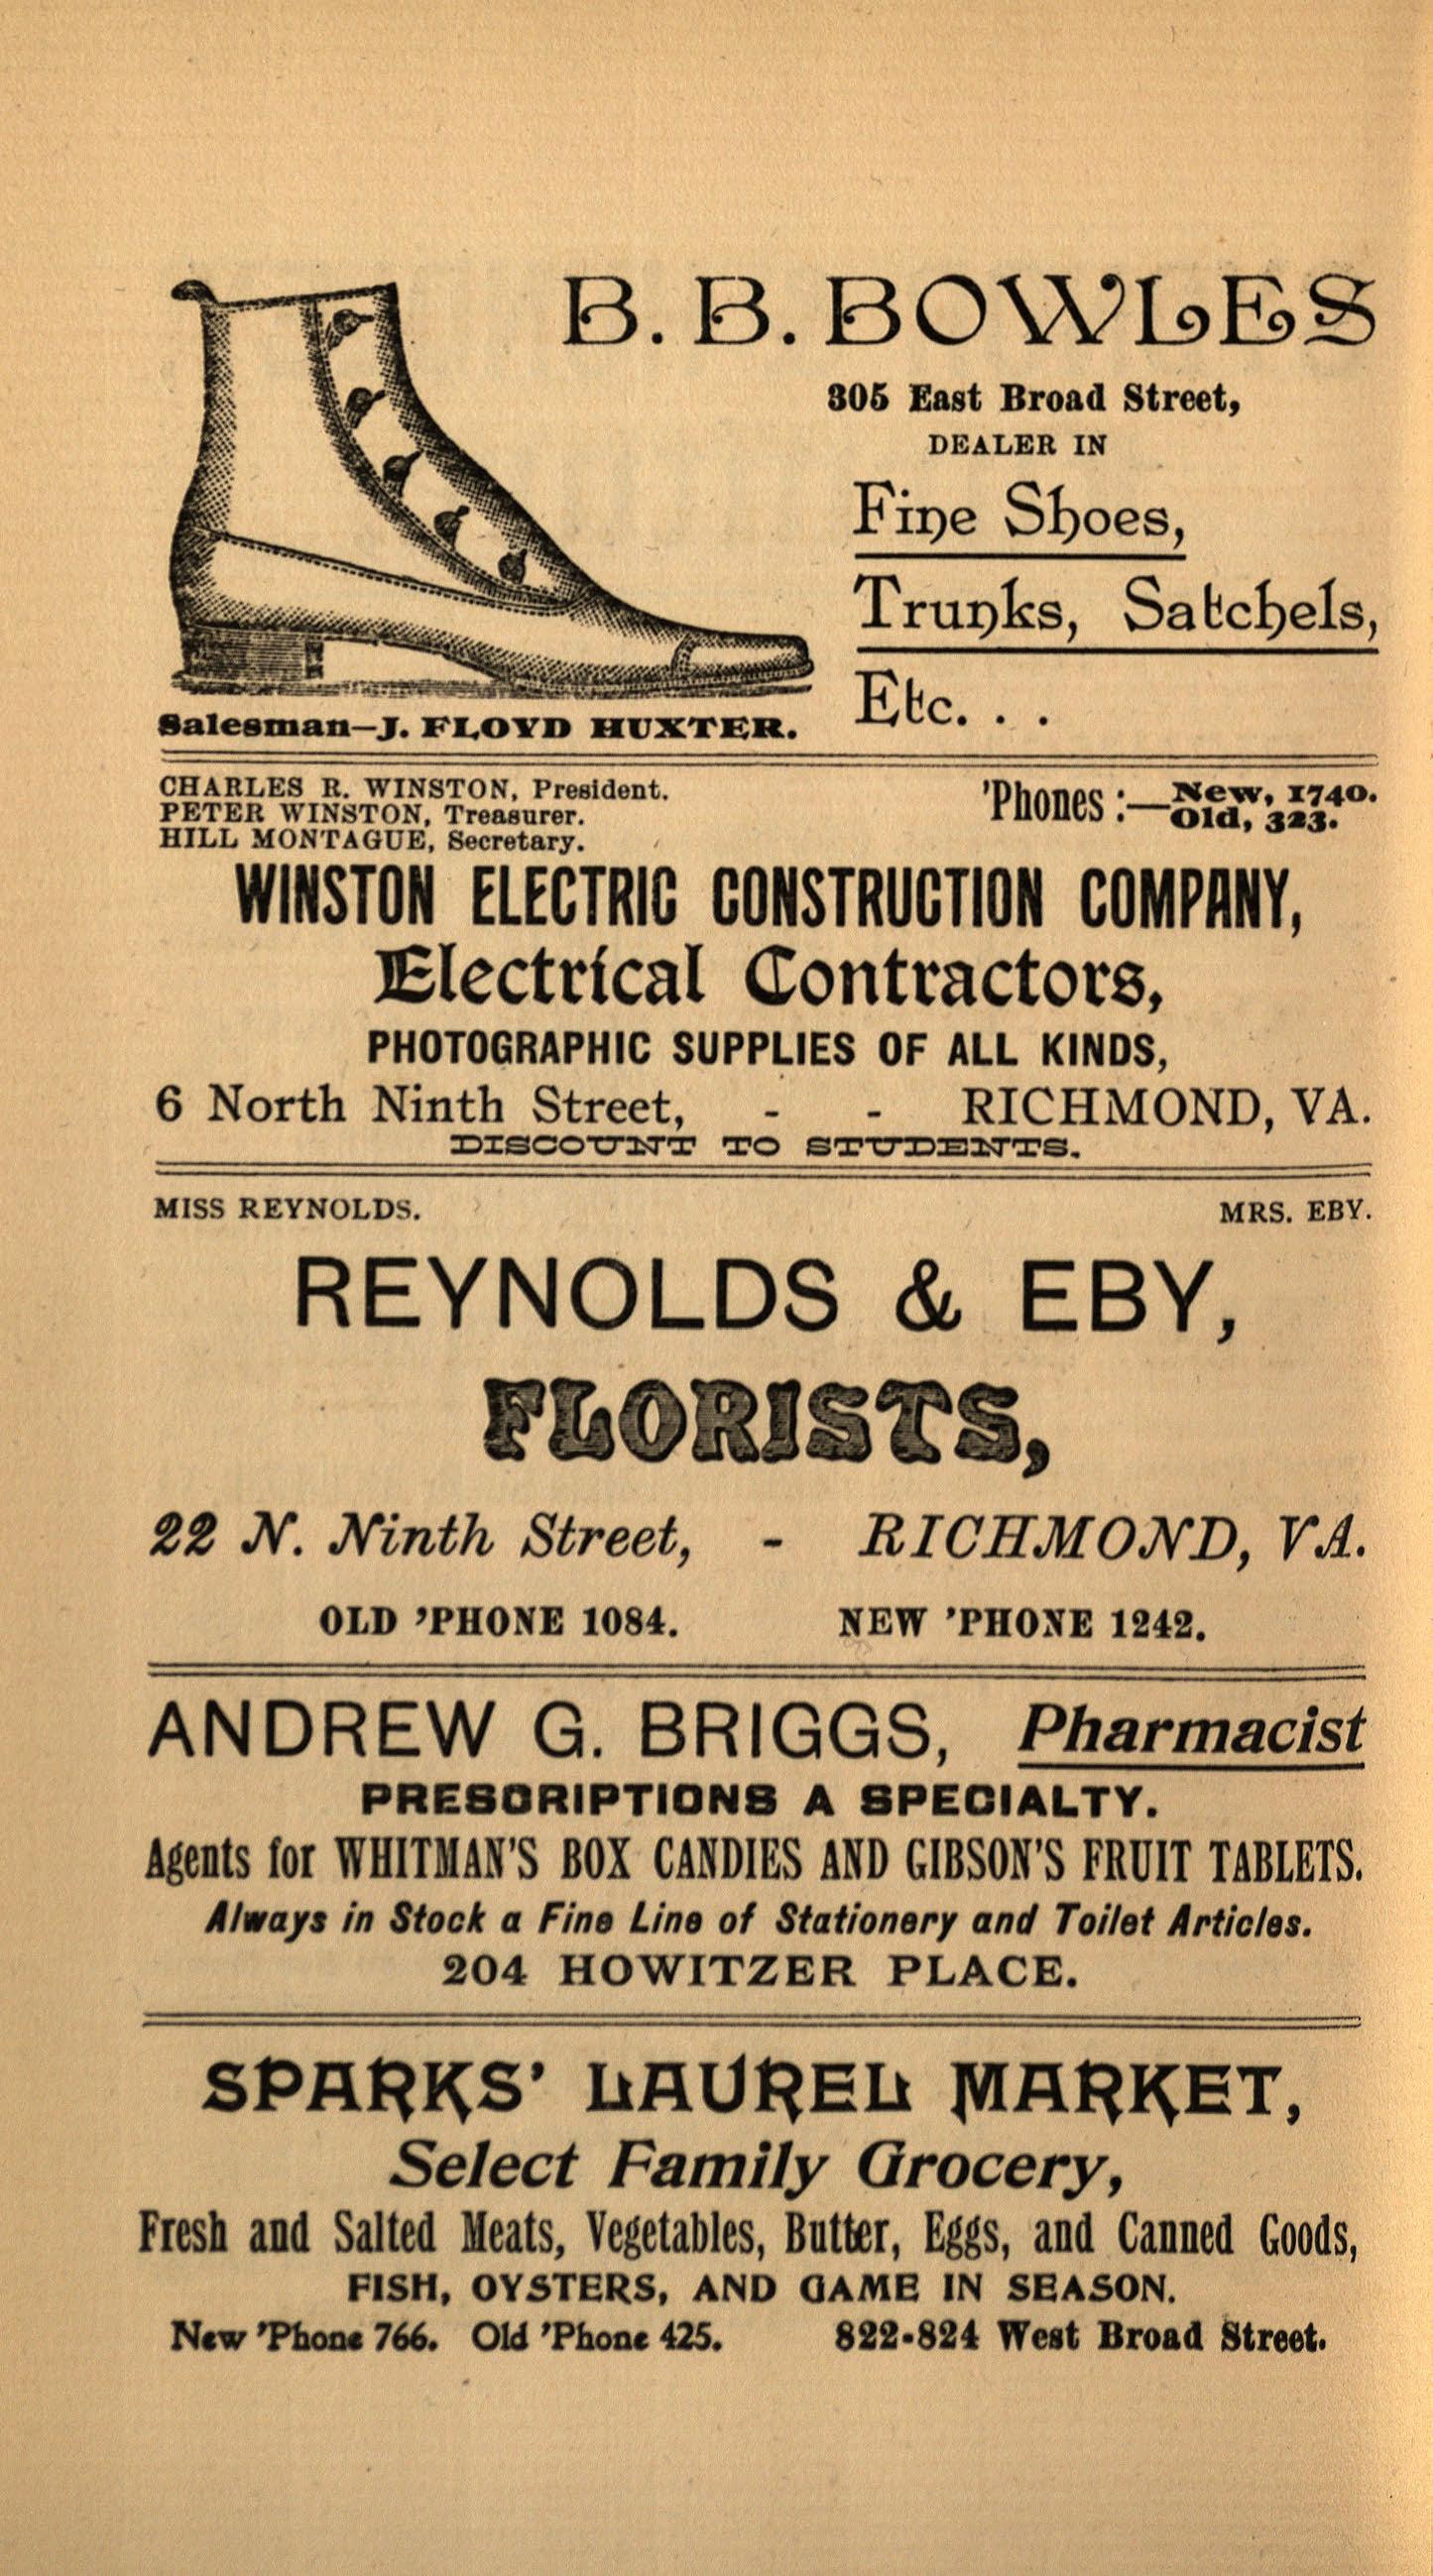 B. B. BOWLES
305 East Broad Street,
DEALER IN
Fine Shoes,
Trunks, Satchels,
Etc. . .
Salesman—J. FLOYD HUXTER.
CHARLES R. WINSTON, President.
PETER WINSTON, Treasurer.
HILL MONTAGUE, Secretary.
'Phones :—New, 1740.
Old, 323.
WINSTON ELECTRIC CONSTRUCTION COMPANY,
Electrical Contractors,
PHOTOGRAPHIC SUPPLIES OF ALL KINDS,
6 North Ninth Street, - - RICHMOND, VA.
DISCOUNT TO STUDENTS.
MISS REYNOLDS. MRS. EBY.
REYNOLDS & EBY,
FLORISTS,
22 N. Ninth Street, - RICHMOND, VA.
OLD 'PHONE 1084. NEW 'PHONE 1242.
ANDREW G. BRIGGS, Pharmacist
PRESCRIPTIONS A SPECIALTY.
Agents for WHITMAN'S BOX CANDIES AND GIBSON'S FRUIT TABLETS.
Always in Stock a Fine Line of Stationery and Toilet Articles.
204 HOWITZER PLACE.
SPARKS' LAUREL MARKET,
Select Family Grocery,
Fresh and Salted Meats, Vegetables, Butter, Eggs, and Canned Goods,
FISH, OYSTERS, AND GAME IN SEASON.
New 'Phone 766. Old 'Phone 425. 822-824 West Broad Street.